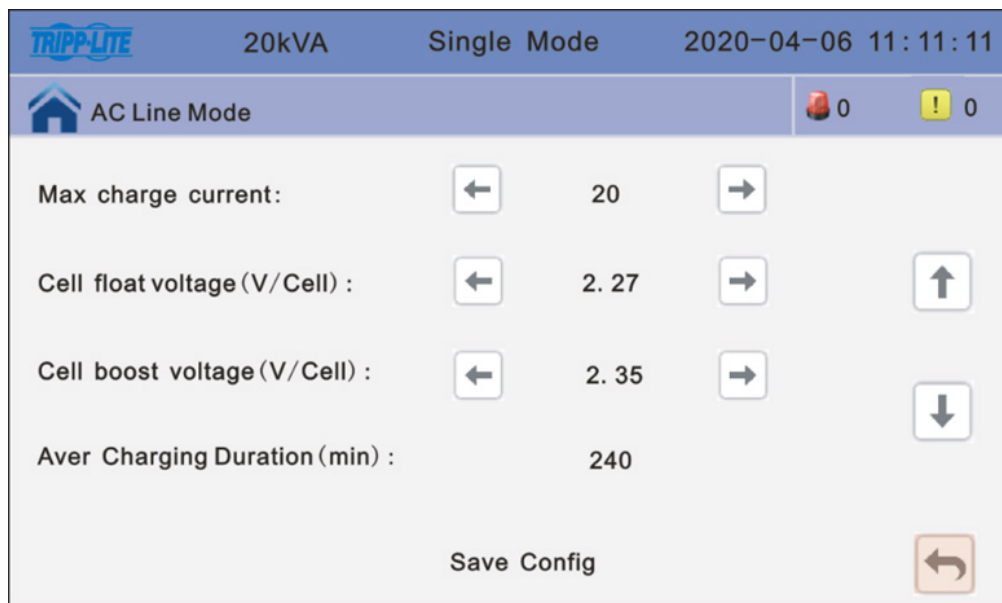 TRIPP·LITE 20kVA Single Mode 2020-04-06 11:11:11
AC Line Mode 0 ! 0
Max charge current: 20
Cell float voltage(V/Cell): 2.27
Cell boost voltage(V/Cell): 2.35
Aver Charging Duration(min): 240
Save Config